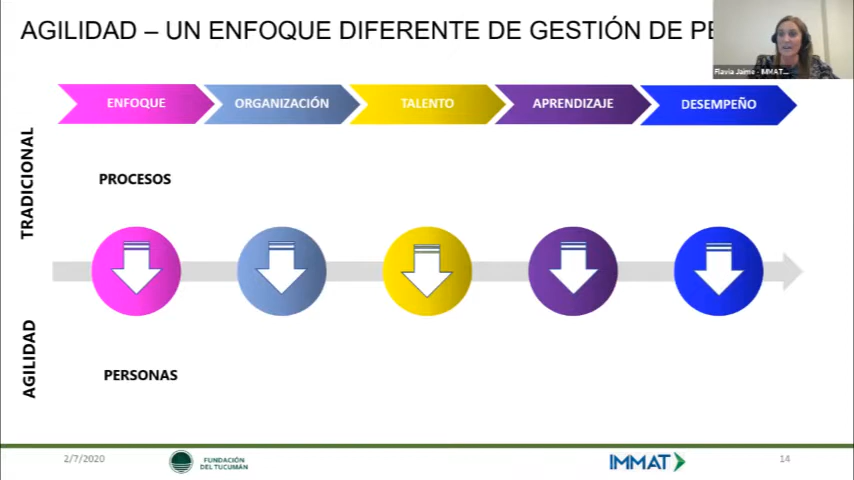 AGILIDAD – UN ENFOQUE DIFERENTE DE GESTIÓN DE PE
Flavia Jaime - IMMAT...
ENFOQUE
ORGANIZACIÓN
TALENTO
APRENDIZAJE
DESEMPEÑO
TRADICIONAL
PROCESOS
AGILIDAD
PERSONAS
2/7/2020
FUNDACIÓN
DEL TUCUMÁN
IMMAT
14